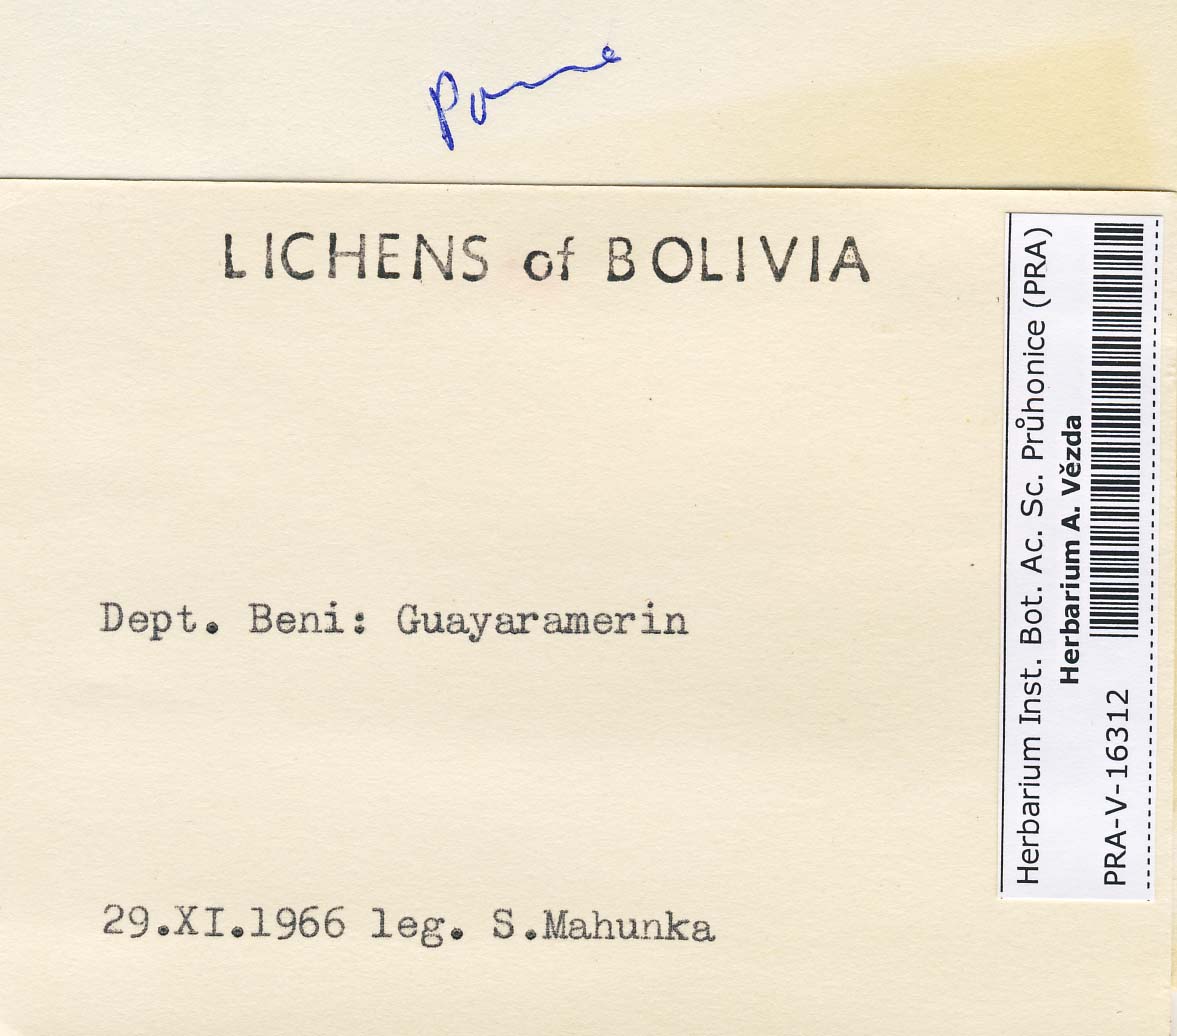 LICHENS of BOLIVIA
Dept. Beni: Guayaramerin
29.XI.1966 leg. S.Mahunka
Herbarium Inst. Bot. Ac. Sc. Průhonice (PRA)
Herbarium A. Vězda
PRA-V-16312